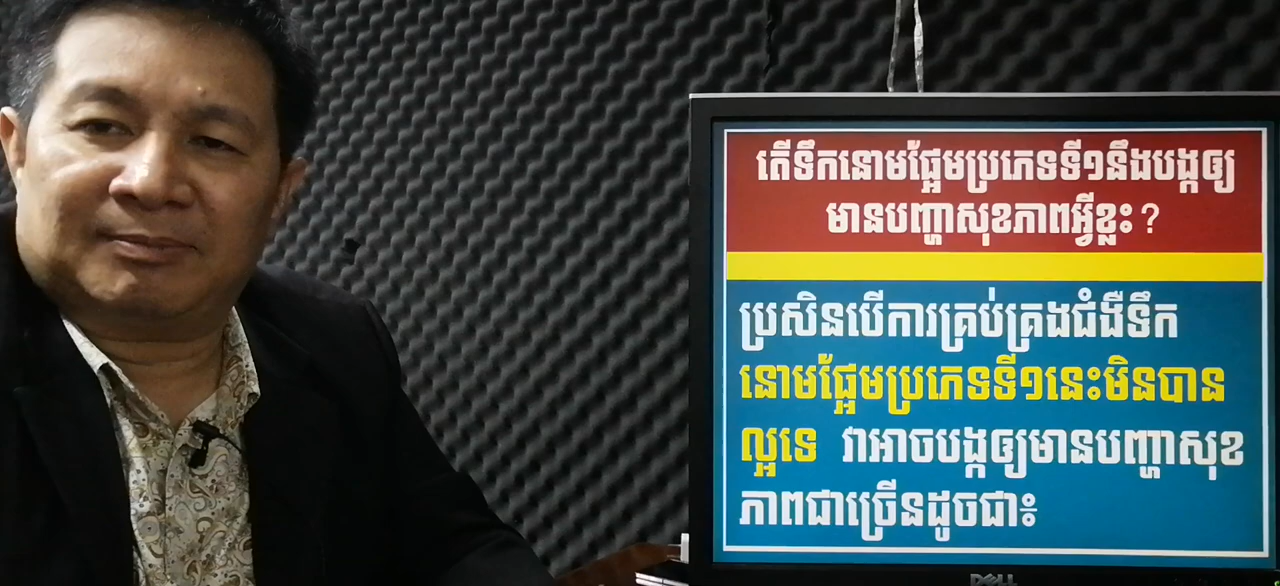 តើទឹកនោមផ្អែមប្រភេទទី១នឹងបង្កឲ្យ
មានបញ្ហាសុខភាពអ្វីខ្លះ?
ប្រសិនបើការគ្រប់គ្រងជំងឺទឹក
នោមផ្អែមប្រភេទទី១នេះមិនបាន
ល្អទេ វាអាចបង្កឲ្យមានបញ្ហាសុខ
ភាពជាច្រើនដូចជា៖
DELL